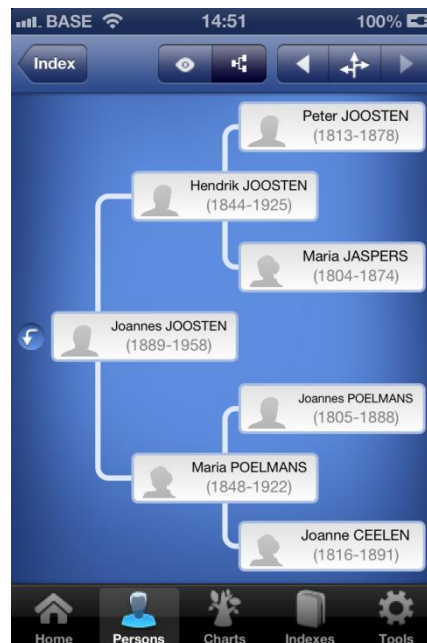 BASE 14:51 100%
Index
Peter JOOSTEN
(1813-1878)
Hendrik JOOSTEN
(1844-1925)
Maria JASPERS
(1804-1874)
Joannes JOOSTEN
(1889-1958)
Joannes POELMANS
(1805-1888)
Maria POELMANS
(1848-1922)
Joanne CEELEN
(1816-1891)
Home Persons Charts Indexes Tools